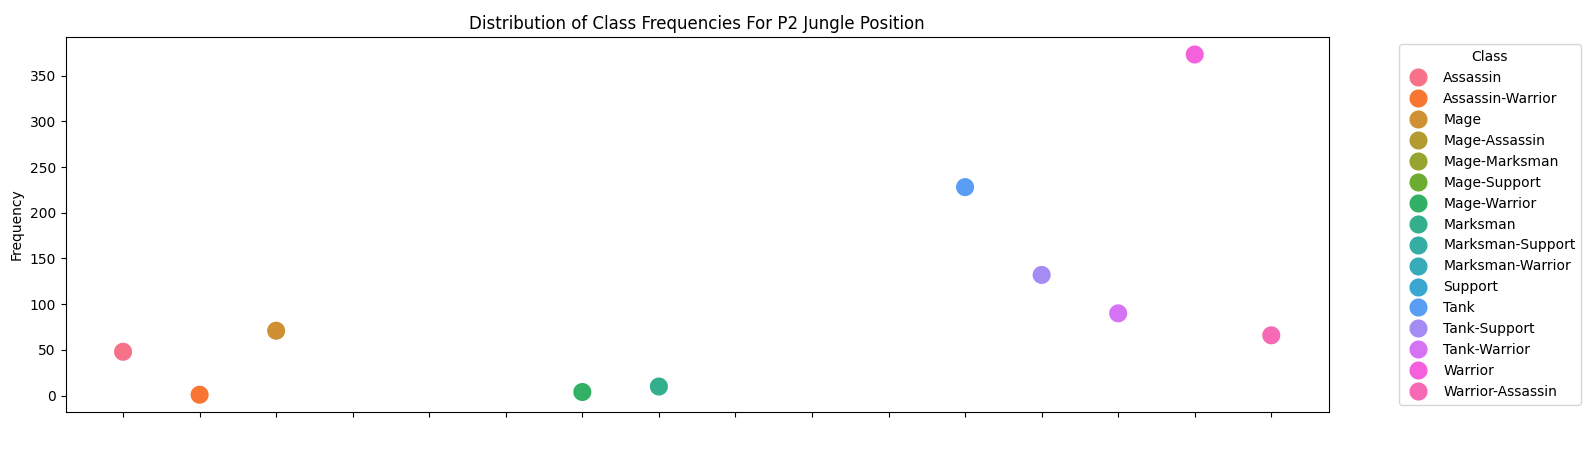 Distribution of Class Frequencies For P2 Jungle Position
Frequency
350
300
250
200
150
100
50
0
Class
Assassin
Assassin-Warrior
Mage
Mage-Assassin
Mage-Marksman
Mage-Support
Mage-Warrior
Marksman
Marksman-Support
Marksman-Warrior
Support
Tank
Tank-Support
Tank-Warrior
Warrior
Warrior-Assassin